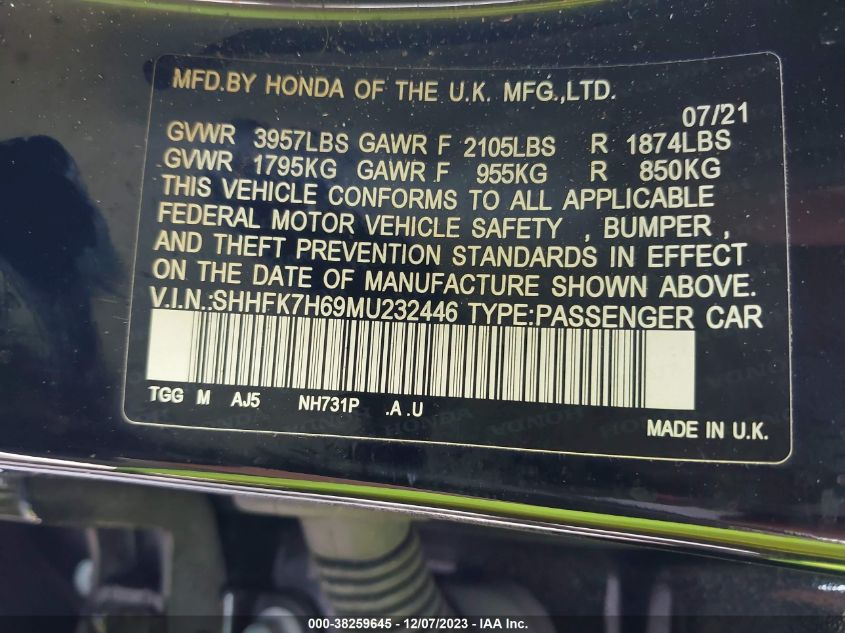 MFD.BY HONDA OF THE U.K. MFG.,LTD.
07/21
GVWR 3957LBS GAWR F 2105LBS R 1874LBS
GVWR 1795KG GAWR F 955KG R 850KG
THIS VEHICLE CONFORMS TO ALL APPLICABLE
FEDERAL MOTOR VEHICLE SAFETY , BUMPER ,
AND THEFT PREVENTION STANDARDS IN EFFECT
ON THE DATE OF MANUFACTURE SHOWN ABOVE.
V.I.N.:SHHFK7H69MU232446 TYPE:PASSENGER CAR
TGG M AJ5 NH731P .A .U
HONDA HONDA
MADE IN U.K.
000-38259645 - 12/07/2023 - IAA Inc.